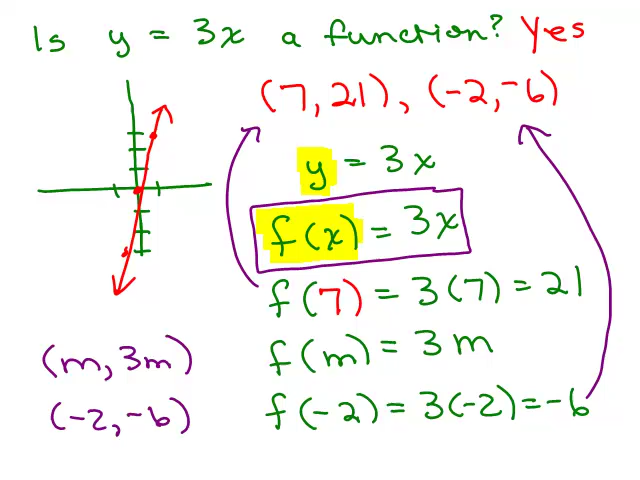 Is y = 3x a function? Yes
(7, 21), (-2, -6)
y = 3x
f(x) = 3x
f(7) = 3(7) = 21
f(m) = 3m
f(-2) = 3(-2) = -6
(m, 3m)
(-2, -6)